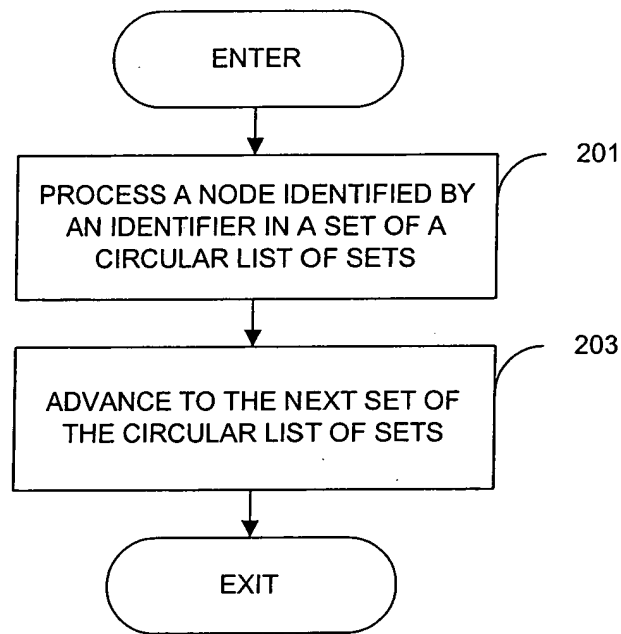 ENTER
201
PROCESS A NODE IDENTIFIED BY
AN IDENTIFIER IN A SET OF A
CIRCULAR LIST OF SETS
203
ADVANCE TO THE NEXT SET OF
THE CIRCULAR LIST OF SETS
EXIT